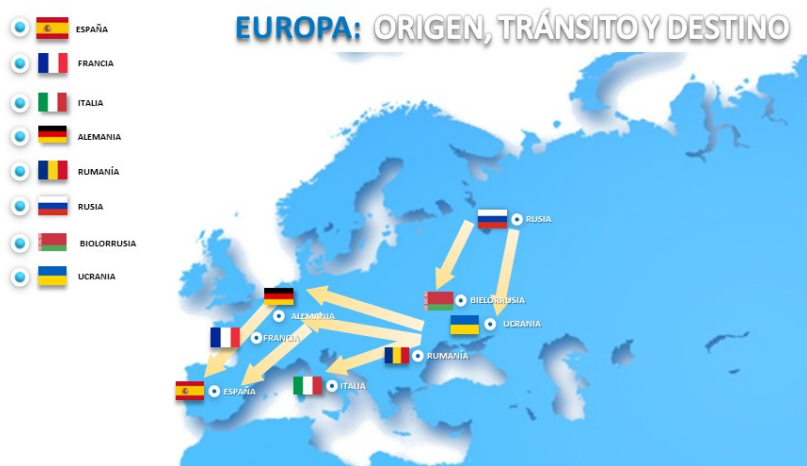 EUROPA: ORIGEN, TRÁNSITO Y DESTINO
ESPAÑA
FRANCIA
ITALIA
ALEMANIA
RUMANÍA
RUSIA
BIOLORRUSIA
UCRANIA
RUSIA
BIELORRUSIA
ALEMANIA
UCRANIA
FRANCIA
RUMANÍA
ITALIA
ESPAÑA